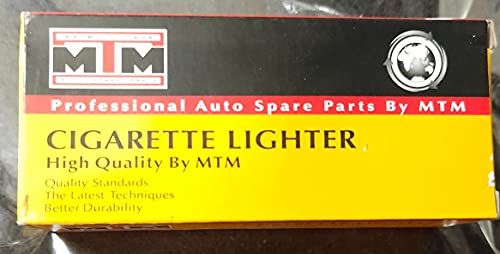 MTM
Professional Auto Spare Parts By MTM
CIGARETTE LIGHTER
High Quality By MTM
Quality Standards
The Latest Techniques
Better Durability